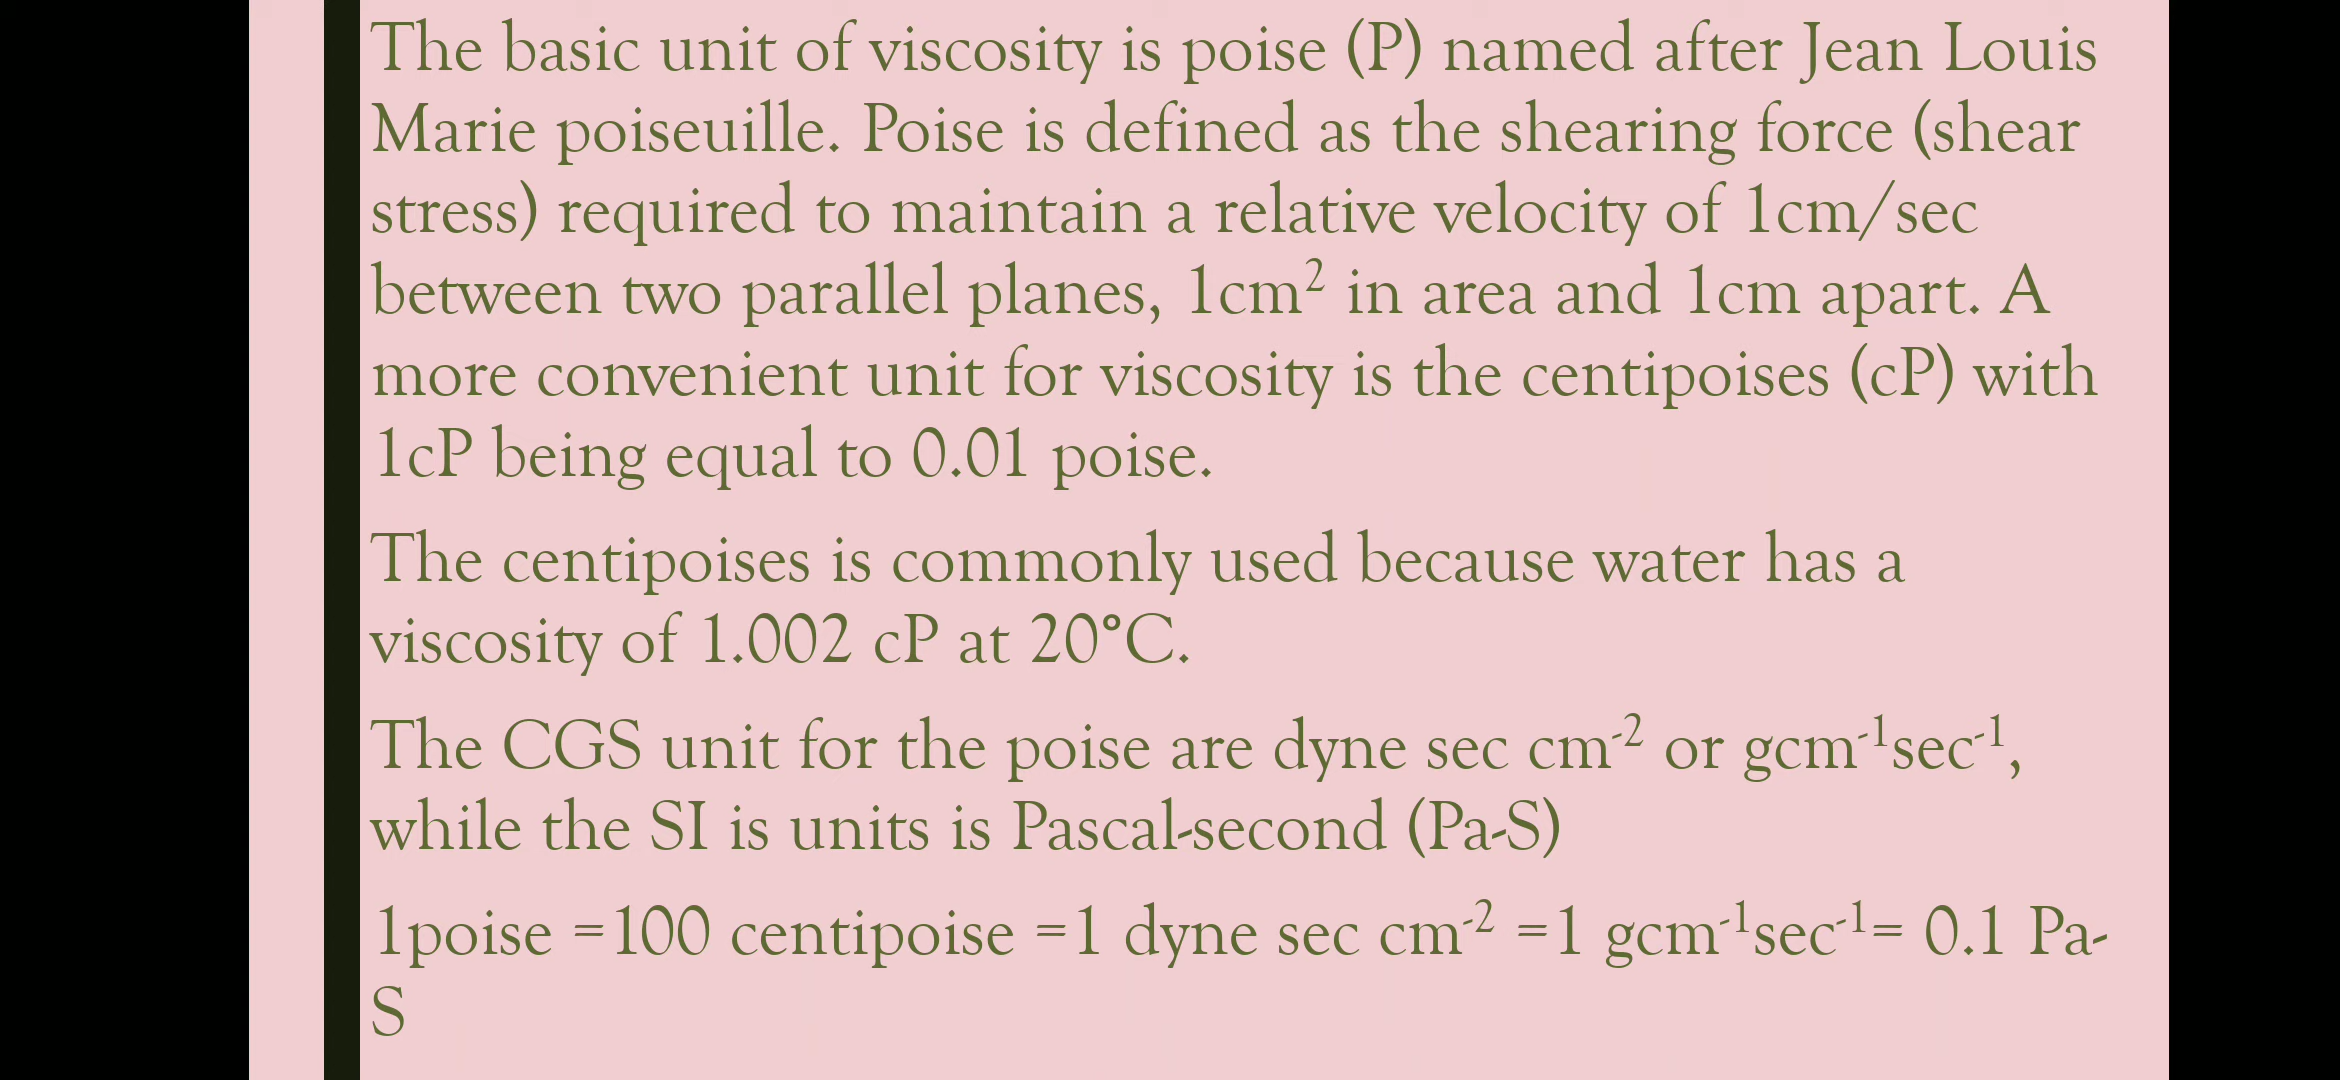 The basic unit of viscosity is poise (P) named after Jean Louis
Marie poiseuille. Poise is defined as the shearing force (shear
stress) required to maintain a relative velocity of 1cm/sec
between two parallel planes, 1cm² in area and 1cm apart. A
more convenient unit for viscosity is the centipoises (cP) with
1cP being equal to 0.01 poise.
The centipoises is commonly used because water has a
viscosity of 1.002 cP at 20°C.
The CGS unit for the poise are dyne sec cm⁻² or gcm⁻¹sec⁻¹,
while the SI is units is Pascal-second (Pa-S)
1poise =100 centipoise =1 dyne sec cm⁻² =1 gcm⁻¹sec⁻¹= 0.1 Pa-
S